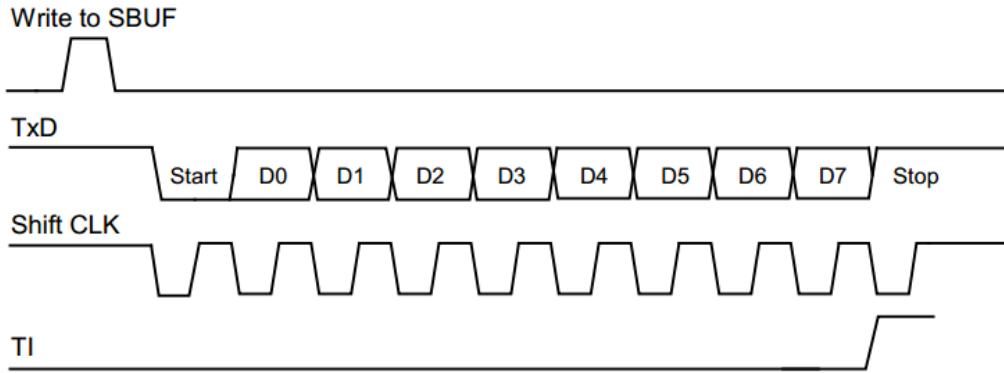 Write to SBUF
TxD
Start D0 D1 D2 D3 D4 D5 D6 D7 Stop
Shift CLK
TI